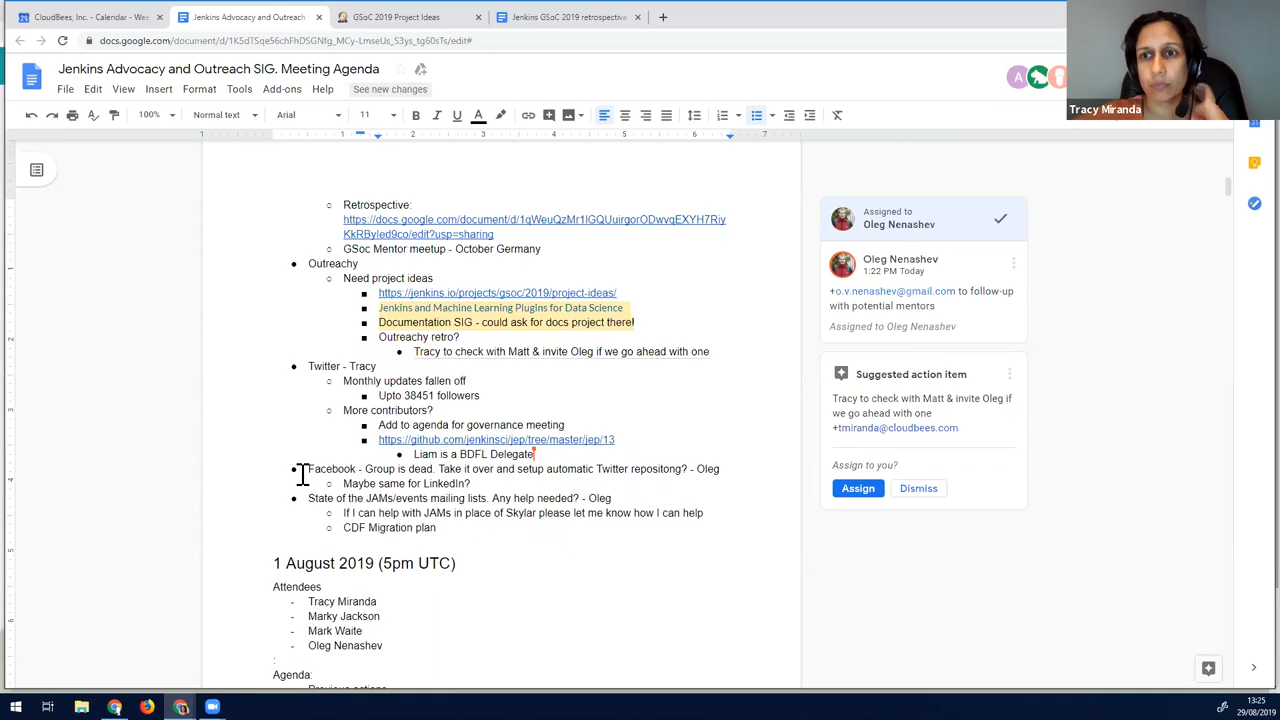 CloudBees, Inc. - Calendar - Wee
Jenkins Advocacy and Outreach
GSoC 2019 Project Ideas
Jenkins GSoC 2019 retrospective
docs.google.com/document/d/1K5dTSqe56chFhDSGNfg_MCy-LmseUs_S3ys_tg60sTs/edit#
Jenkins Advocacy and Outreach SIG. Meeting Agenda
File Edit View Insert Format Tools Add-ons Help See new changes
100% Normal text Arial 11
Tracy Miranda
Retrospective:
https://docs.google.com/document/d/1qWeuQzMr1lGQUuirgorODwvqEXYH7Riy
KkRByIed9co/edit?usp=sharing
GSoc Mentor meetup - October Germany
Outreachy
Need project ideas
https://jenkins.io/projects/gsoc/2019/project-ideas/
Jenkins and Machine Learning Plugins for Data Science
Documentation SIG - could ask for docs project there!
Outreachy retro?
Tracy to check with Matt & invite Oleg if we go ahead with one
Twitter - Tracy
Monthly updates fallen off
Upto 38451 followers
More contributors?
Add to agenda for governance meeting
https://github.com/jenkinsci/jep/tree/master/jep/13
Liam is a BDFL Delegate
Facebook - Group is dead. Take it over and setup automatic Twitter repositong? - Oleg
Maybe same for LinkedIn?
State of the JAMs/events mailing lists. Any help needed? - Oleg
If I can help with JAMs in place of Skylar please let me know how I can help
CDF Migration plan
1 August 2019 (5pm UTC)
Attendees
- Tracy Miranda
- Marky Jackson
- Mark Waite
- Oleg Nenashev
:
Agenda:
- Previous actions
Assigned to
Oleg Nenashev
Oleg Nenashev
1:22 PM Today
+o.v.nenashev@gmail.com to follow-up
with potential mentors
Assigned to Oleg Nenashev
Suggested action item
Tracy to check with Matt & invite Oleg if
we go ahead with one
+tmiranda@cloudbees.com
Assign to you?
Assign Dismiss
13:25
29/08/2019